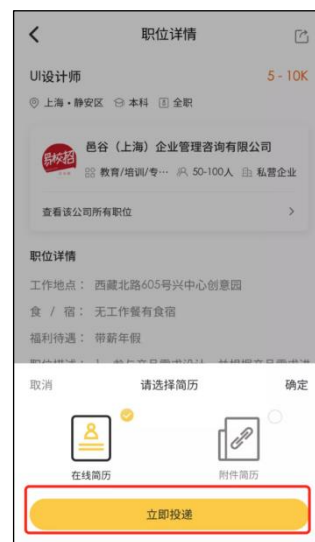 职位详情
UI设计师 5 - 10K
上海·静安区 本科 全职
易校招
邑谷（上海）企业管理咨询有限公司
教育/培训/专… 50-100人 私营企业
查看该公司所有职位
职位详情
工作地点： 西藏北路605号兴中心创意园
食 / 宿： 无工作餐有食宿
福利待遇： 带薪年假
取消 请选择简历 确定
在线简历 附件简历
立即投递